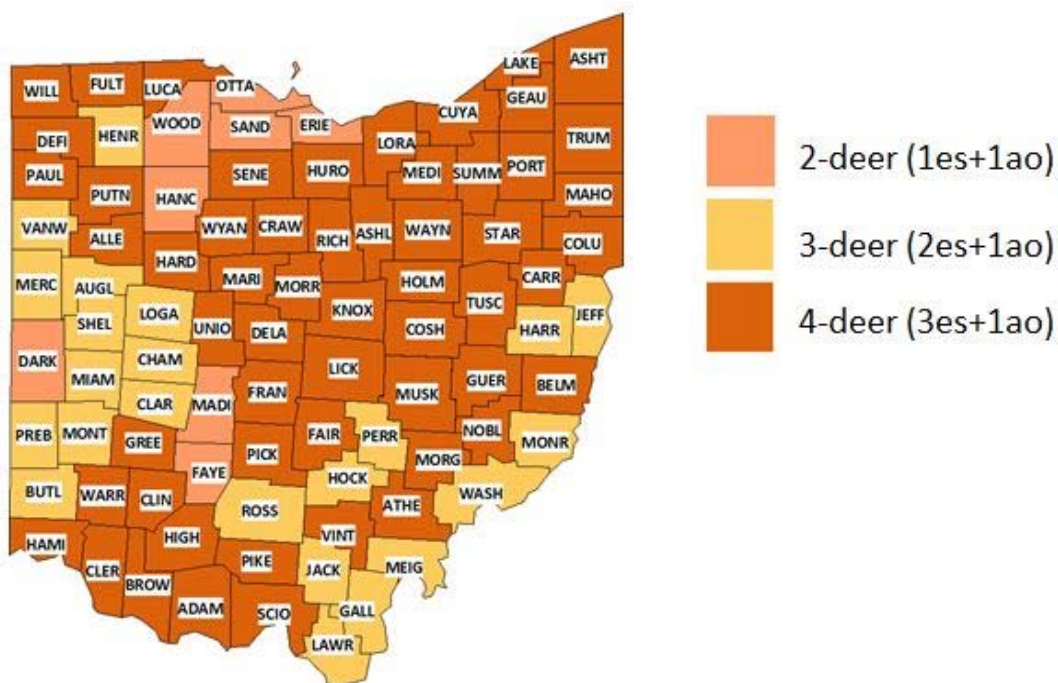 ASHT
LAKE
OTTA
FULT
LUCA
WILL
GEAU
CUYA
WOOD
SAND
ERIE
HENR
TRUM
DEFI
LORA
PORT
SENE
HURO
MEDI
SUMM
PAUL
MAHO
PUTN
HANC
VANW
WYAN
CRAW
WAYN
STAR
ALLE
RICH
ASHL
COLU
HARD
MARI
CARR
HOLM
MERC
AUGL
MORR
TUSC
KNOX
LOGA
JEFF
SHEL
UNIO
DELA
COSH
HARR
DARK
CHAM
LICK
MIAM
GUER
BELM
FRAN
MUSK
CLAR
MADI
NOBL
PREB
MONT
FAIR
PERR
GREE
MONR
PICK
MORG
FAYE
HOCK
BUTL
WARR
CLIN
WASH
ROSS
ATHE
HIGH
VINT
HAMI
PIKE
CLER
JACK
MEIG
BROW
ADAM
SCIO
GALL
LAWR
2-deer (1es+1ao)
3-deer (2es+1ao)
4-deer (3es+1ao)